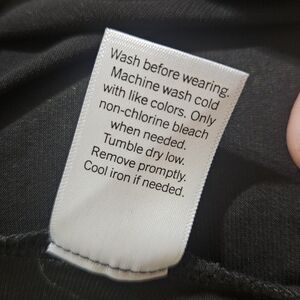 Wash before wearing.
Machine wash cold
with like colors. Only
non-chlorine bleach
when needed.
Tumble dry low.
Remove promptly.
Cool iron if needed.